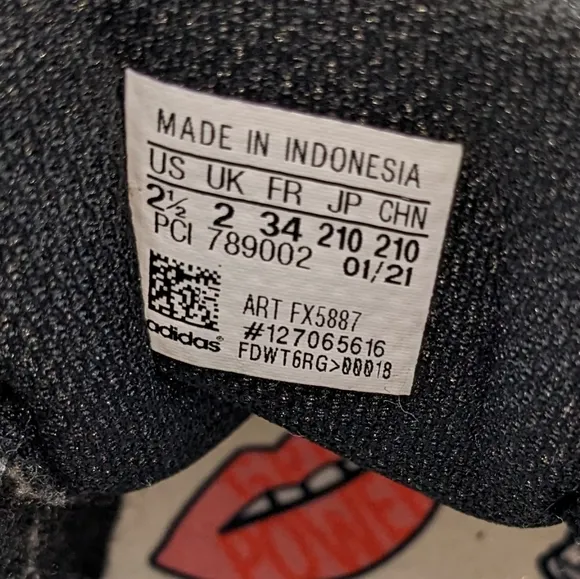 MADE IN INDONESIA
US UK FR JP CHN
2½ 2 34 210 210
PCI 789002 01/21
ART FX5887
#127065616
adidas® FDWT6RG>00018
POWER